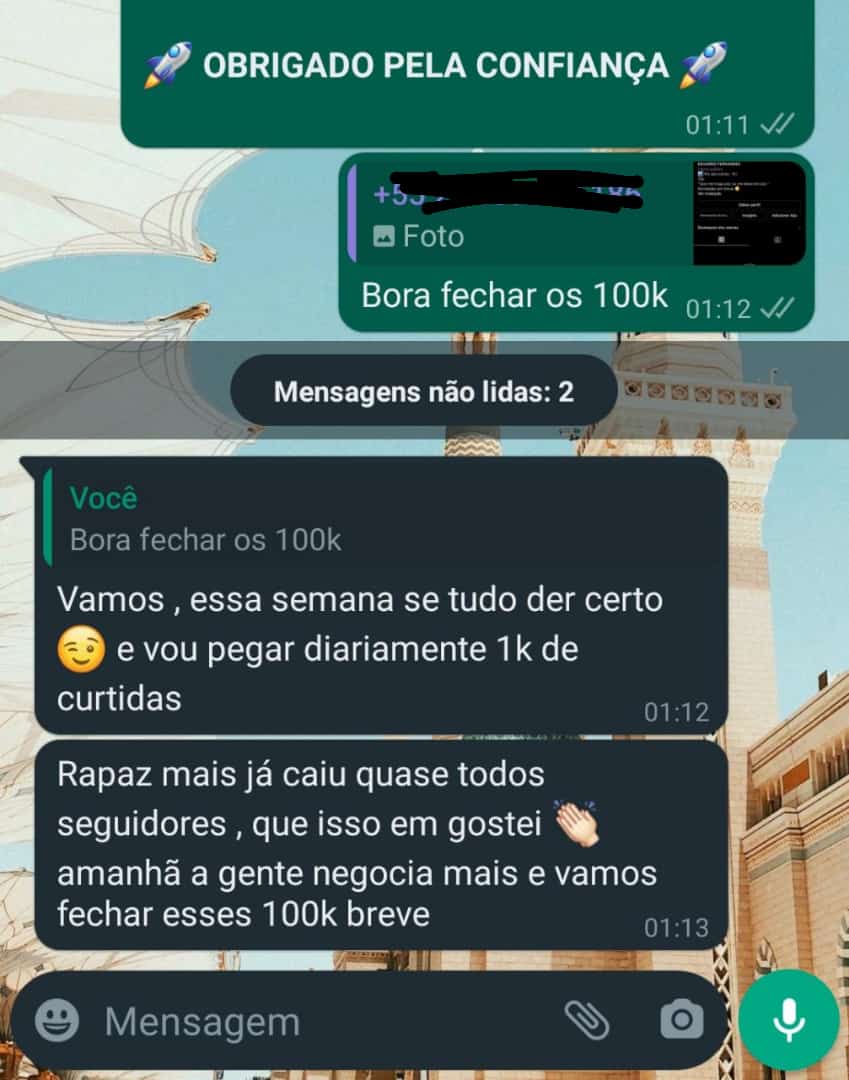 🚀 OBRIGADO PELA CONFIANÇA 🚀
01:11
+55
Foto
Bora fechar os 100k 01:12
Mensagens não lidas: 2
Você
Bora fechar os 100k
Vamos , essa semana se tudo der certo
😉 e vou pegar diariamente 1k de
curtidas
01:12
Rapaz mais já caiu quase todos
seguidores , que isso em gostei 👏🏻
amanhã a gente negocia mais e vamos
fechar esses 100k breve
01:13
Mensagem